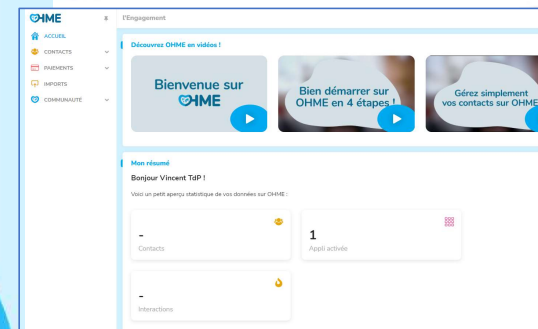 OHME
l'Engagement
ACCUEIL
CONTACTS
PAIEMENTS
IMPORTS
COMMUNAUTÉ
Découvrez OHME en vidéos !
Bienvenue sur
OHME
Bien démarrer sur
OHME en 4 étapes !
Gérez simplement
vos contacts sur OHME
Mon résumé
Bonjour Vincent TdP !
Voici un petit aperçu statistique de vos données sur OHME :
-
Contacts
1
Appli activée
-
Interactions